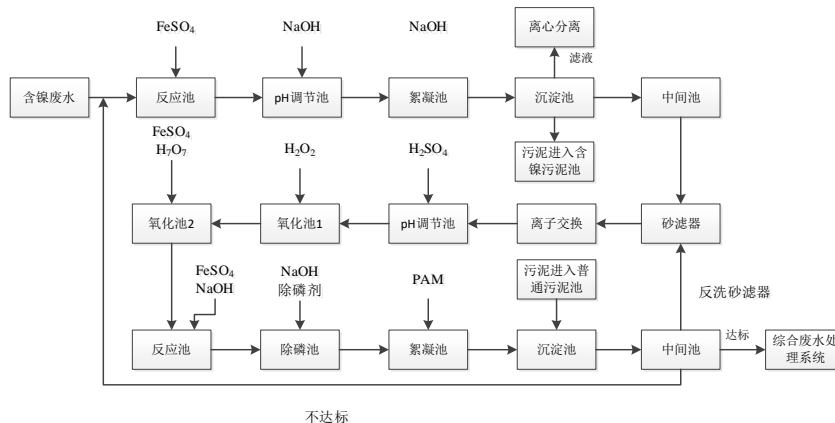 FeSO₄
NaOH
NaOH
离心分离
滤液
含镍废水
反应池
pH调节池
絮凝池
沉淀池
中间池
污泥进入含
镍污泥池
FeSO₄
H₇O₇
H₂O₂
H₂SO₄
氧化池2
氧化池1
pH调节池
离子交换
砂滤器
FeSO₄
NaOH
NaOH
除磷剂
PAM
污泥进入普
通污泥池
反洗砂滤器
反应池
除磷池
絮凝池
沉淀池
中间池
达标
综合废水处
理系统
不达标